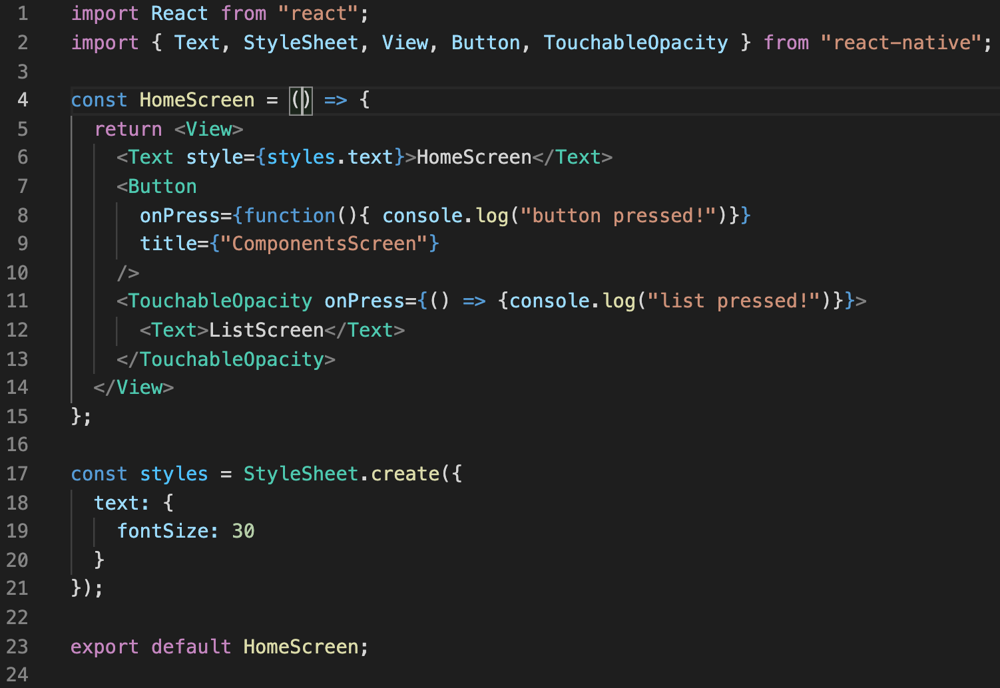 1 import React from "react";
2 import { Text, StyleSheet, View, Button, TouchableOpacity } from "react-native";
3
4 const HomeScreen = () => {
5   return <View>
6     <Text style={styles.text}>HomeScreen</Text>
7     <Button
8       onPress={function(){ console.log("button pressed!")}}
9       title={"ComponentsScreen"}
10     />
11     <TouchableOpacity onPress={() => {console.log("list pressed!")}}>
12       <Text>ListScreen</Text>
13     </TouchableOpacity>
14   </View>
15 };
16
17 const styles = StyleSheet.create({
18   text: {
19     fontSize: 30
20   }
21 });
22
23 export default HomeScreen;
24